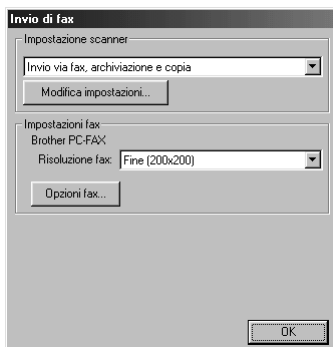 Invio di fax
Impostazione scanner
Invio via fax, archiviazione e copia
Modifica impostazioni...
Impostazioni fax
Brother PC-FAX
Risoluzione fax: Fine (200x200)
Opzioni fax...
OK